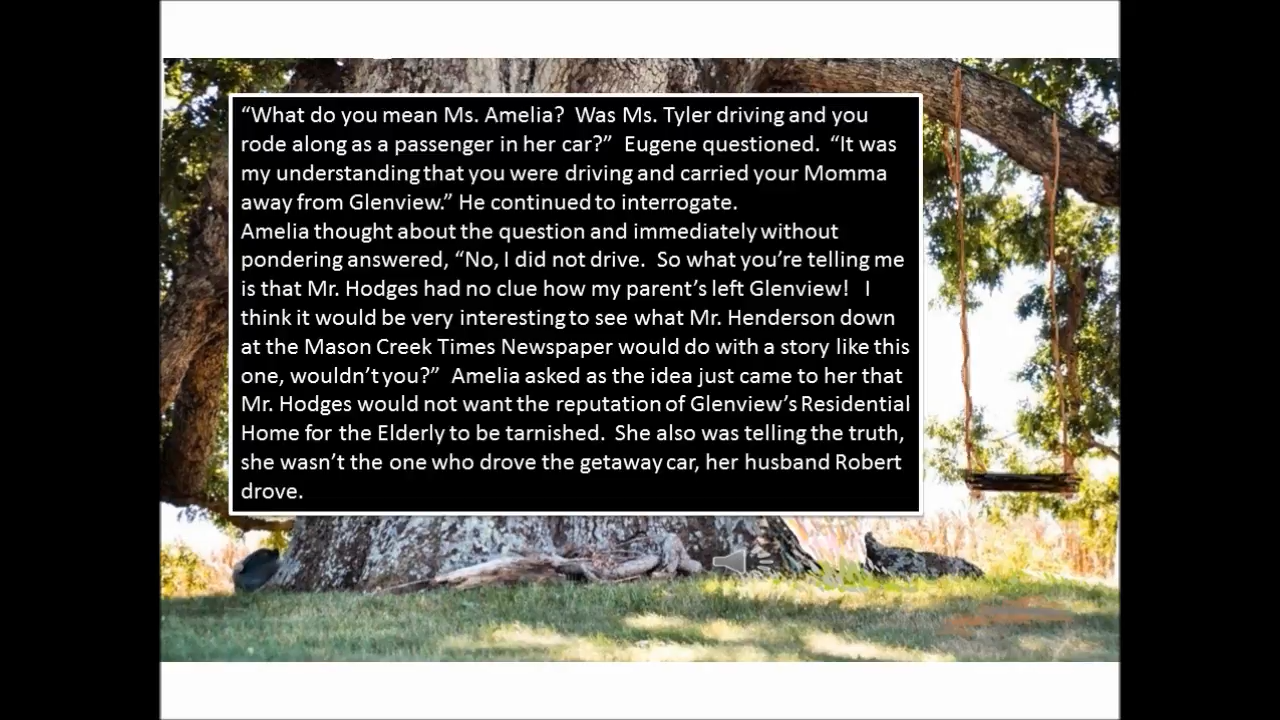 “What do you mean Ms. Amelia?  Was Ms. Tyler driving and you
rode along as a passenger in her car?”  Eugene questioned.  “It was
my understanding that you were driving and carried your Momma
away from Glenview.” He continued to interrogate.
Amelia thought about the question and immediately without
pondering answered, “No, I did not drive.  So what you’re telling me
is that Mr. Hodges had no clue how my parent’s left Glenview!   I
think it would be very interesting to see what Mr. Henderson down
at the Mason Creek Times Newspaper would do with a story like this
one, wouldn’t you?”  Amelia asked as the idea just came to her that
Mr. Hodges would not want the reputation of Glenview’s Residential
Home for the Elderly to be tarnished.  She also was telling the truth,
she wasn’t the one who drove the getaway car, her husband Robert
drove.